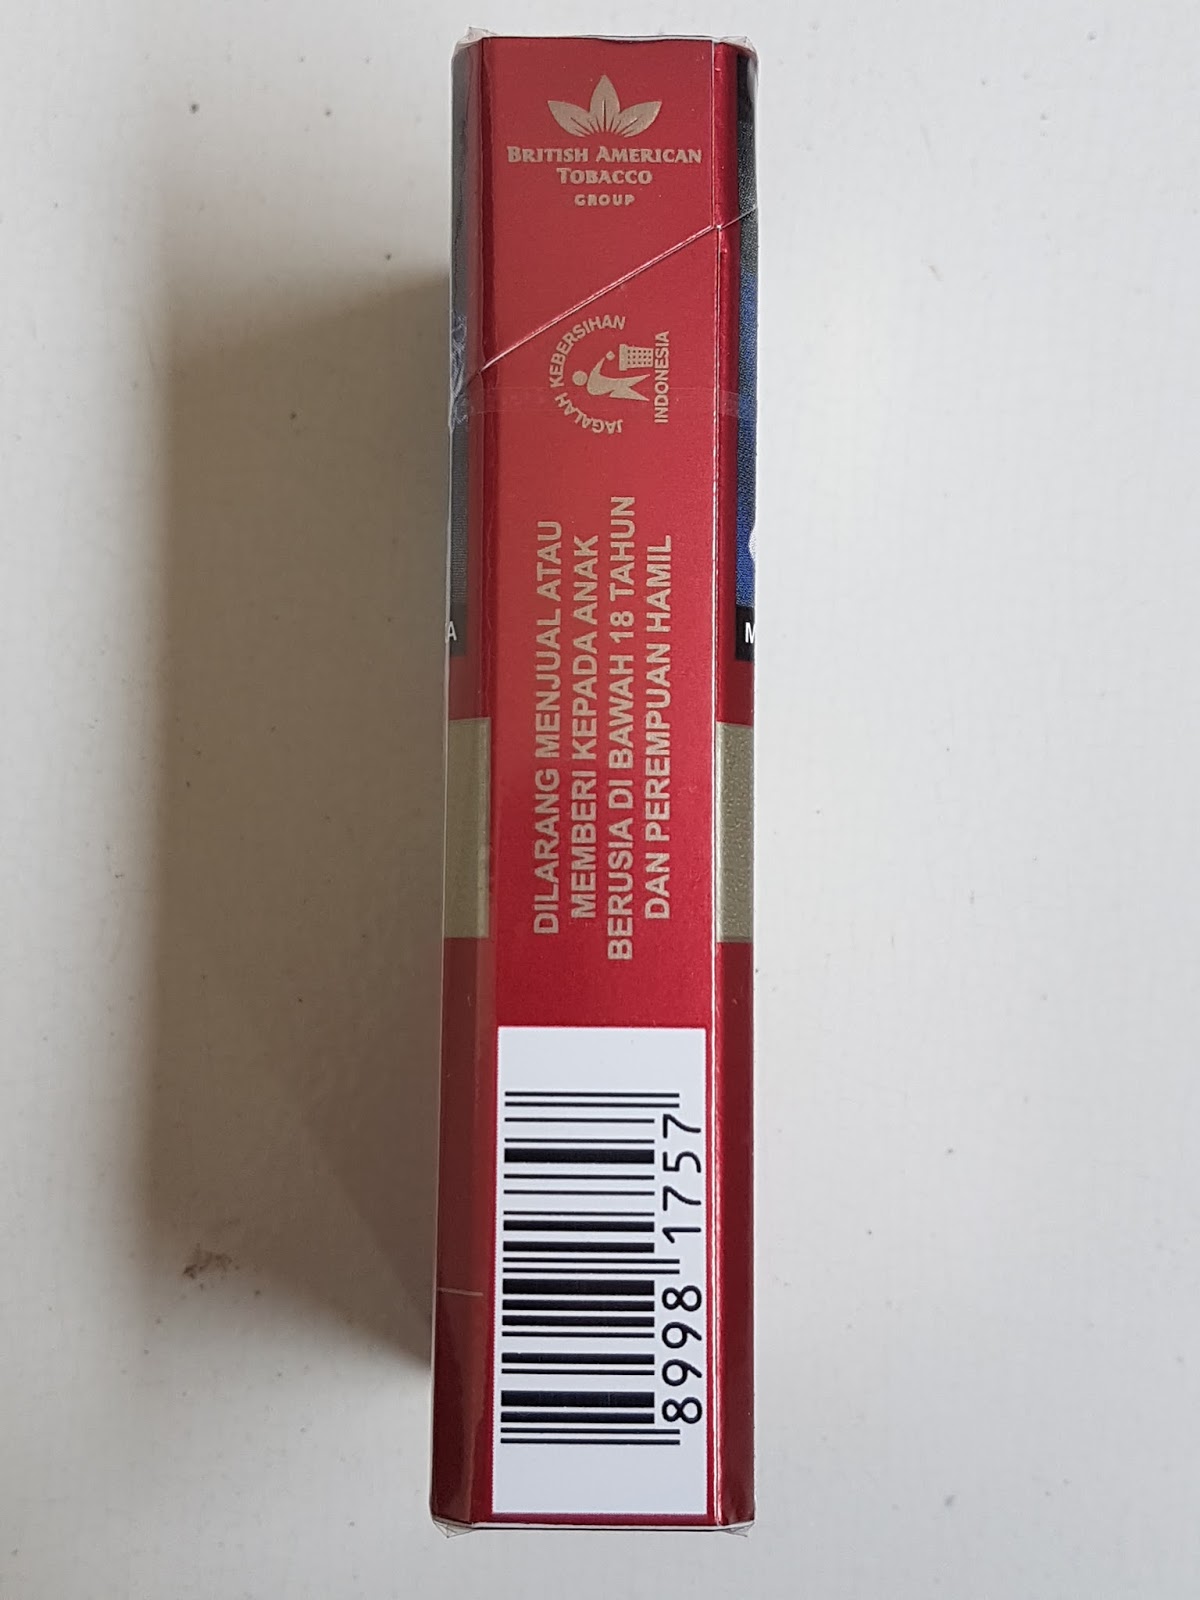 BRITISH AMERICAN
TOBACCO
GROUP
JAGALAH KEBERSIHAN
INDONESIA
DILARANG MENJUAL ATAU
MEMBERI KEPADA ANAK
BERUSIA DI BAWAH 18 TAHUN
DAN PEREMPUAN HAMIL
8998 1757
A
M